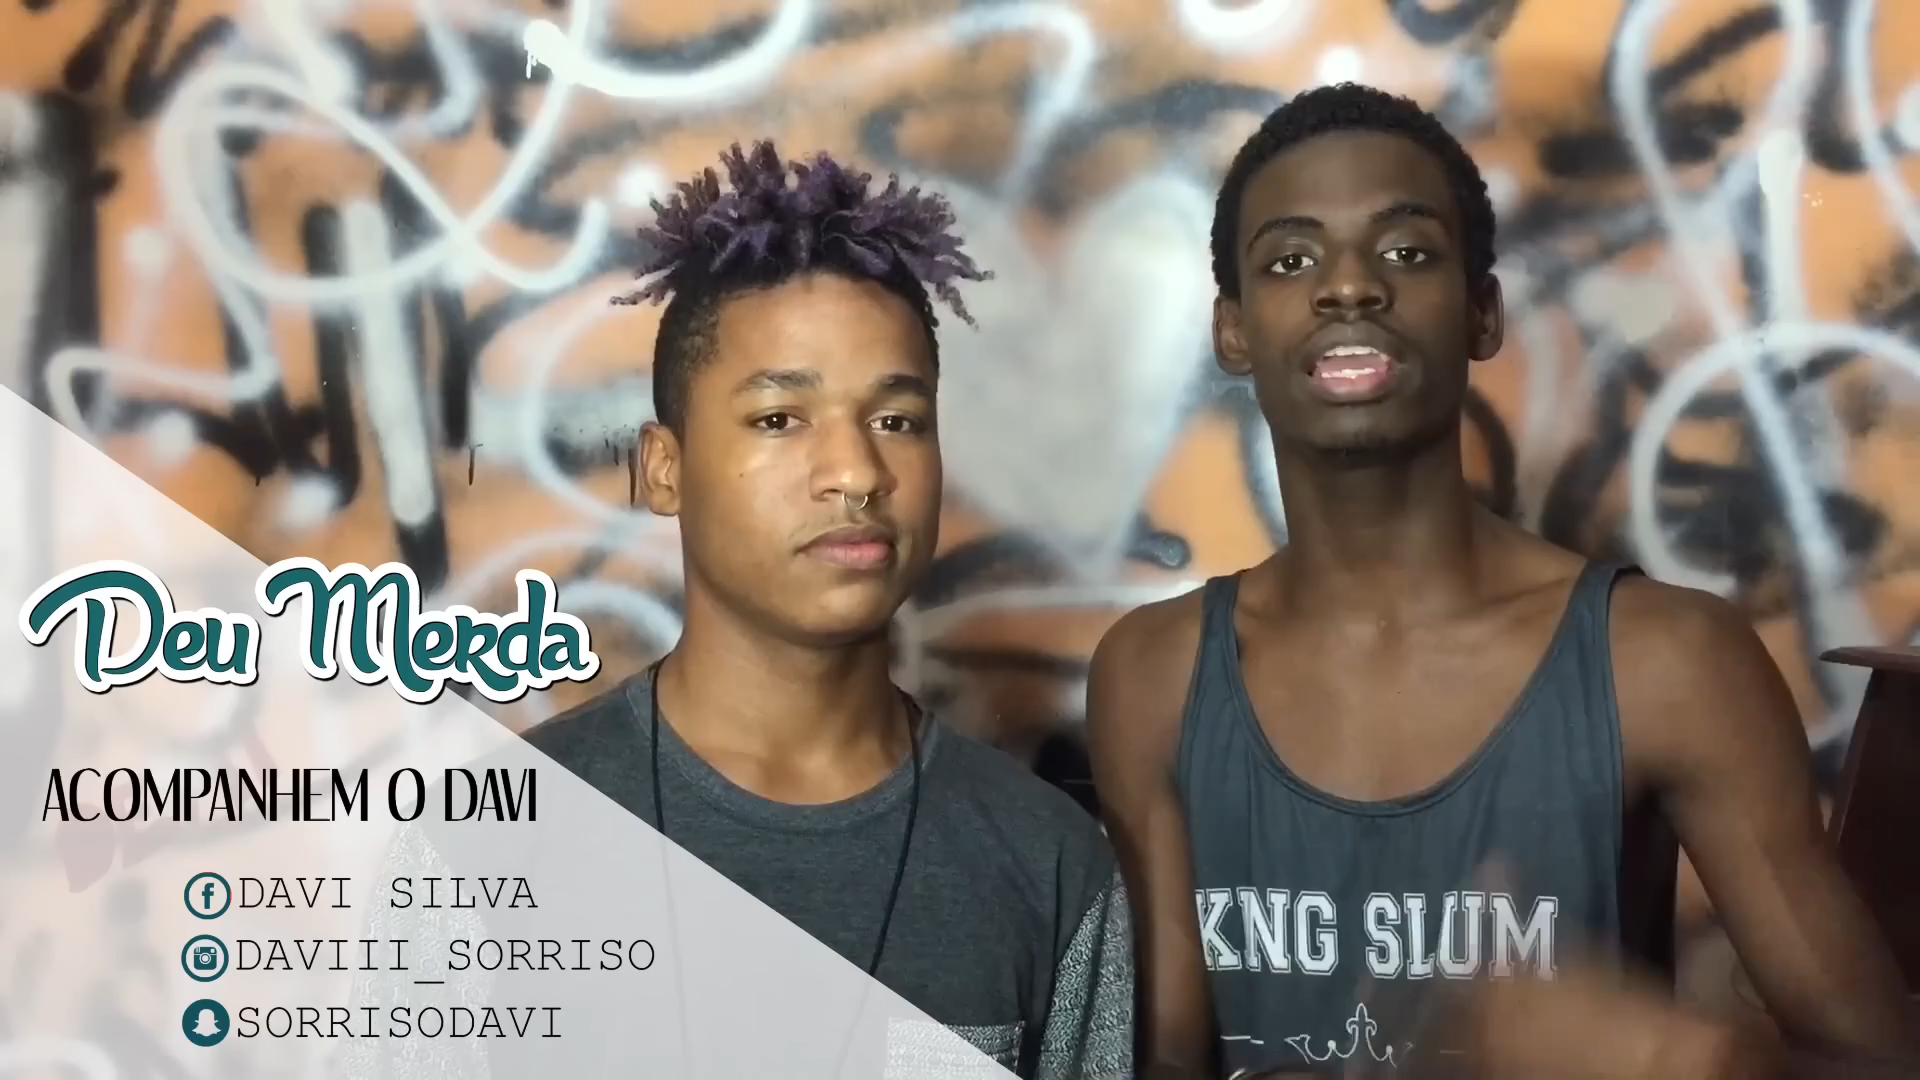 Deu Merda
ACOMPANHEM O DAVI
DAVI SILVA
DAVIII_SORRISO
SORRISODAVI
KNG SLUM